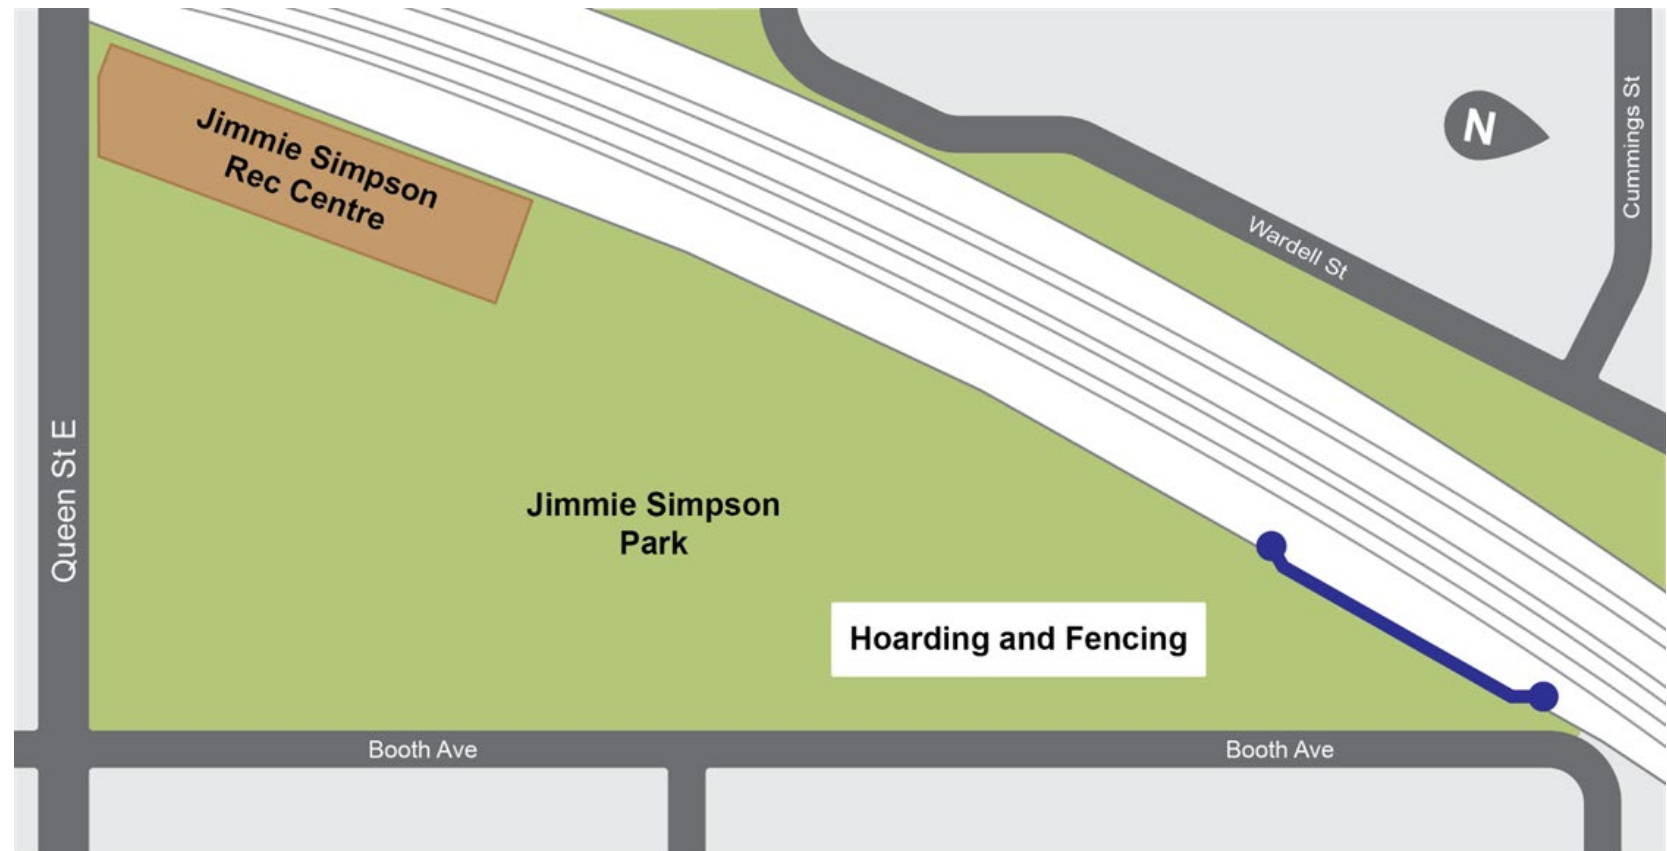 Jimmie Simpson
Rec Centre
N
Cummings St
Wardell St
Queen St E
Jimmie Simpson
Park
Hoarding and Fencing
Booth Ave
Booth Ave